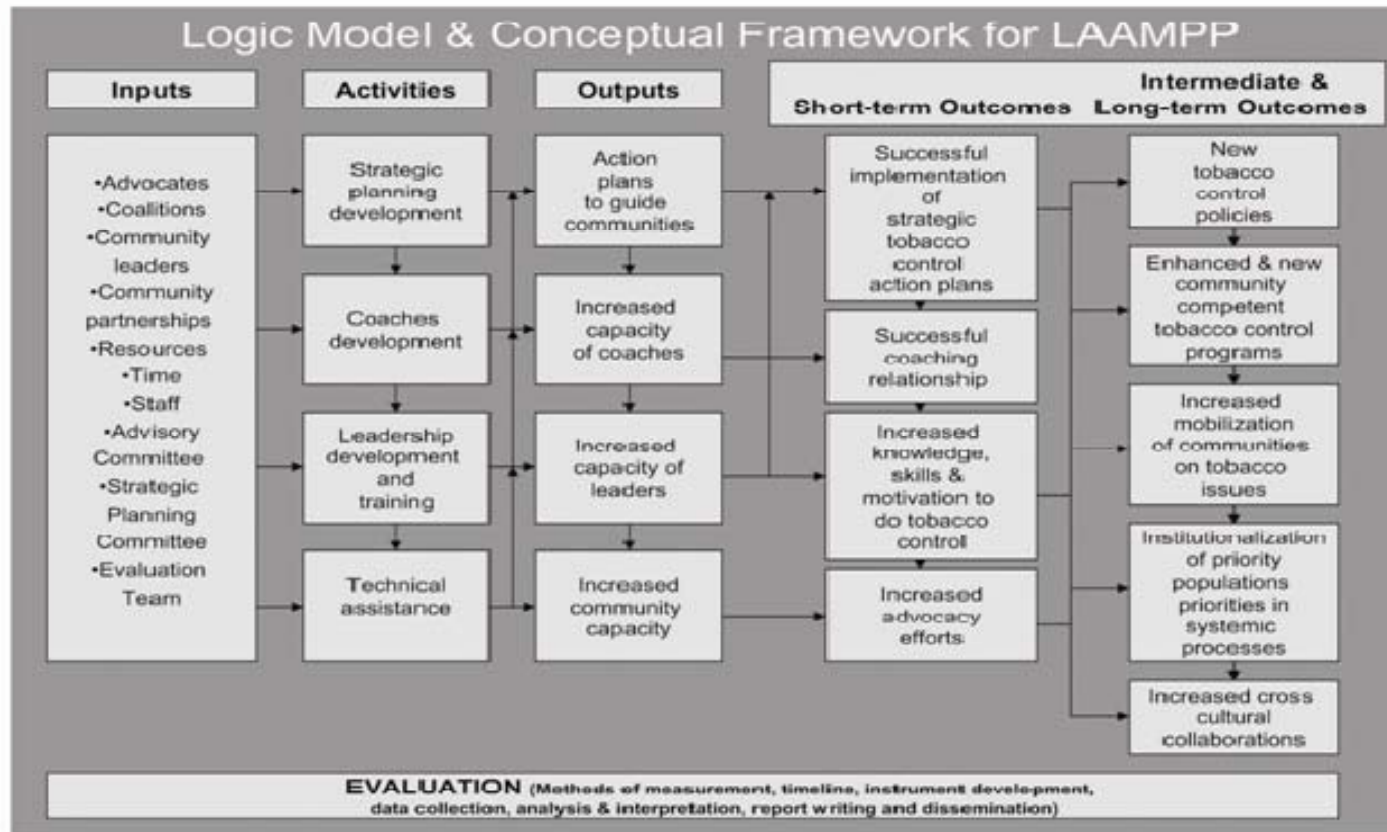 Logic Model & Conceptual Framework for LAAMPP
Inputs
•Advocates
•Coallitions
•Community
leaders
•Community
partnerships
•Resources
•Time
•Staff
•Advisory
Committee
•Strategic
Planning
Committee
•Evaluation
Team
Activities
Strategic
planning
development
Coaches
development
Leadership
development
and
training
Technical
assistance
Outputs
Action
plans
to guide
communities
Increased
capacity
of coaches
Increased
capacity of
leaders
Increased
community
capacity
Short-term Outcomes
Successful
implementation
of
strategic
tobacco
control
action plans
Successful
coaching
relationship
Increased
knowledge,
skills &
motivation to
do tobacco
control
Increased
advocacy
efforts
Intermediate &
Long-term Outcomes
New
tobacco
control
policies
Enhanced & new
community
competent
tobacco control
programs
Increased
mobilization
of communities
on tobacco
issues
Institutionalization
of priority
populations
priorities in
systemic
processes
Increased cross
cultural
collaborations
EVALUATION (Methods of measurement, timeline, instrument development,
data collection, analysis & interpretation, report writing and dissemination)